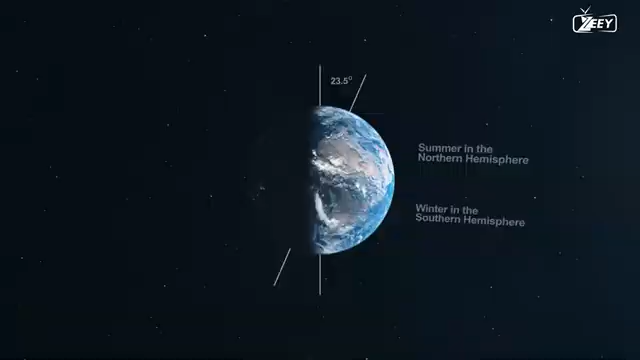 ZEEY
23.5°
Summer in the
Northern Hemisphere
Winter in the
Southern Hemisphere